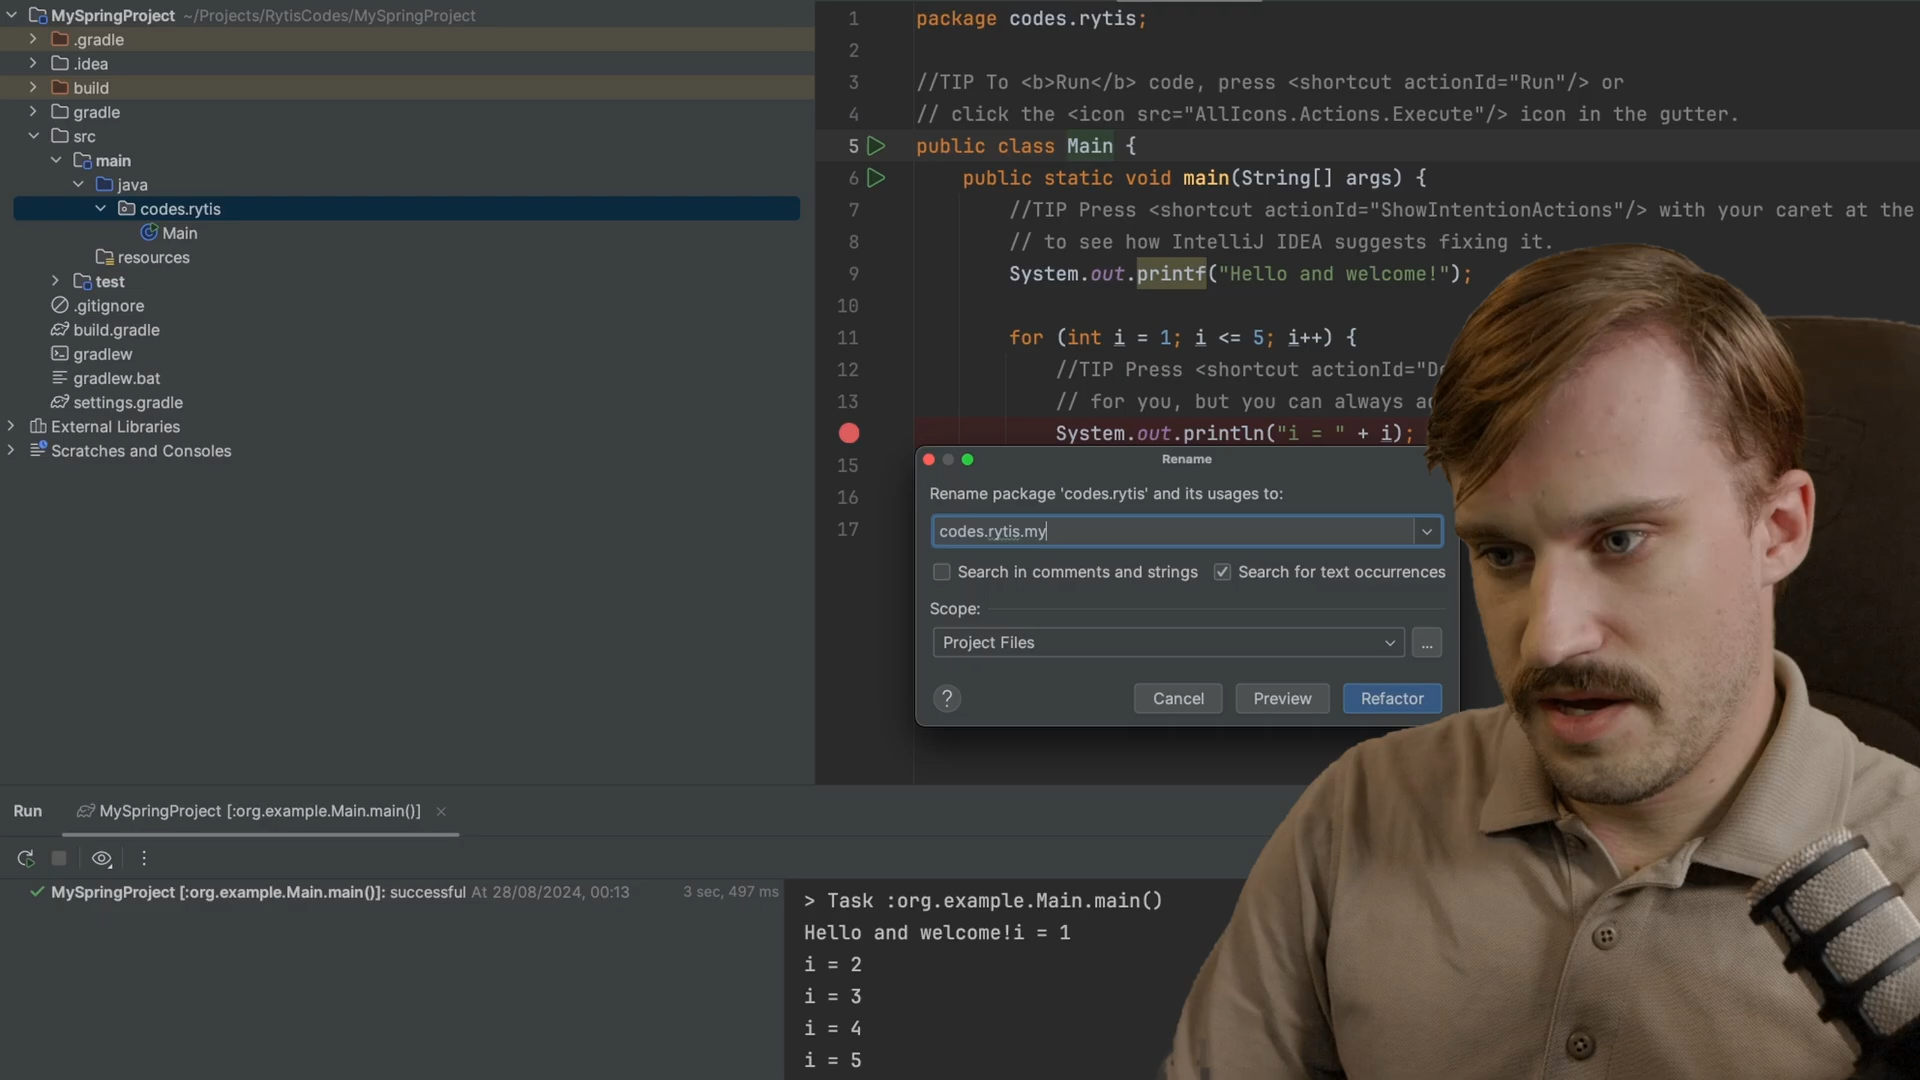 MySpringProject ~/Projects/RytisCodes/MySpringProject
.gradle
.idea
build
gradle
src
main
java
codes.rytis
Main
resources
test
.gitignore
build.gradle
gradlew
gradlew.bat
settings.gradle
External Libraries
Scratches and Consoles
1 package codes.rytis;
2
3 //TIP To <b>Run</b> code, press <shortcut actionId="Run"/> or
4 // click the <icon src="AllIcons.Actions.Execute"/> icon in the gutter.
5 public class Main {
6 public static void main(String[] args) {
7 //TIP Press <shortcut actionId="ShowIntentionActions"/> with your caret at the
8 // to see how IntelliJ IDEA suggests fixing it.
9 System.out.printf("Hello and welcome!");
10
11 for (int i = 1; i <= 5; i++) {
12 //TIP Press <shortcut actionId="De
13 // for you, but you can always
System.out.println("i = " + i);
15
16
17
Rename
Rename package 'codes.rytis' and its usages to:
codes.rytis.my
Search in comments and strings Search for text occurrences
Scope:
Project Files ...
? Cancel Preview Refactor
Run MySpringProject [:org.example.Main.main()]
MySpringProject [:org.example.Main.main()]: successful At 28/08/2024, 00:13 3 sec, 497 ms
> Task :org.example.Main.main()
Hello and welcome!i = 1
i = 2
i = 3
i = 4
i = 5